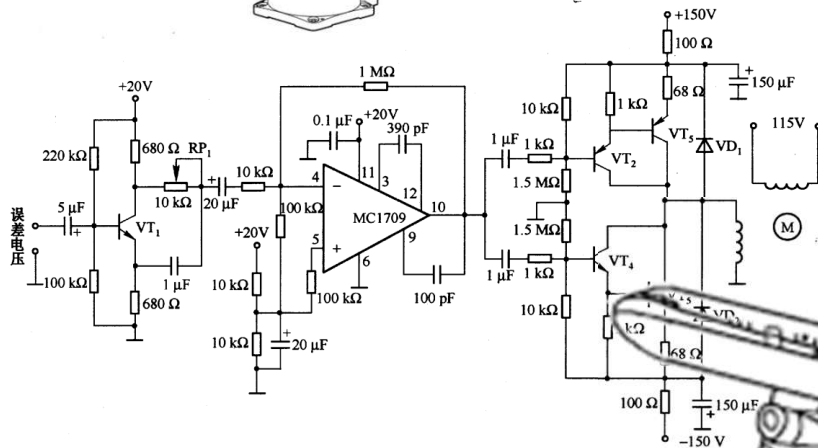 +150V
100 Ω
1 MΩ
+20V
150 μF
68 Ω
0.1 μF
+20V
390 pF
10 kΩ
1 kΩ
115V
680 Ω
RP1
1 μF
1 kΩ
VT5
220 kΩ
10 kΩ
11
3
VD1
VT2
4
−
12
1.5 MΩ
10 kΩ
20 μF
误差电压
5 μF
+
VT1
100 kΩ
MC1709
10
M
+20V
5
+
9
1.5 MΩ
6
VT4
100 kΩ
1 μF
10 kΩ
1 μF
1 kΩ
680 Ω
100 kΩ
100 pF
10 kΩ
kΩ
10 kΩ
20 μF
68 Ω
100 Ω
150 μF
−150 V